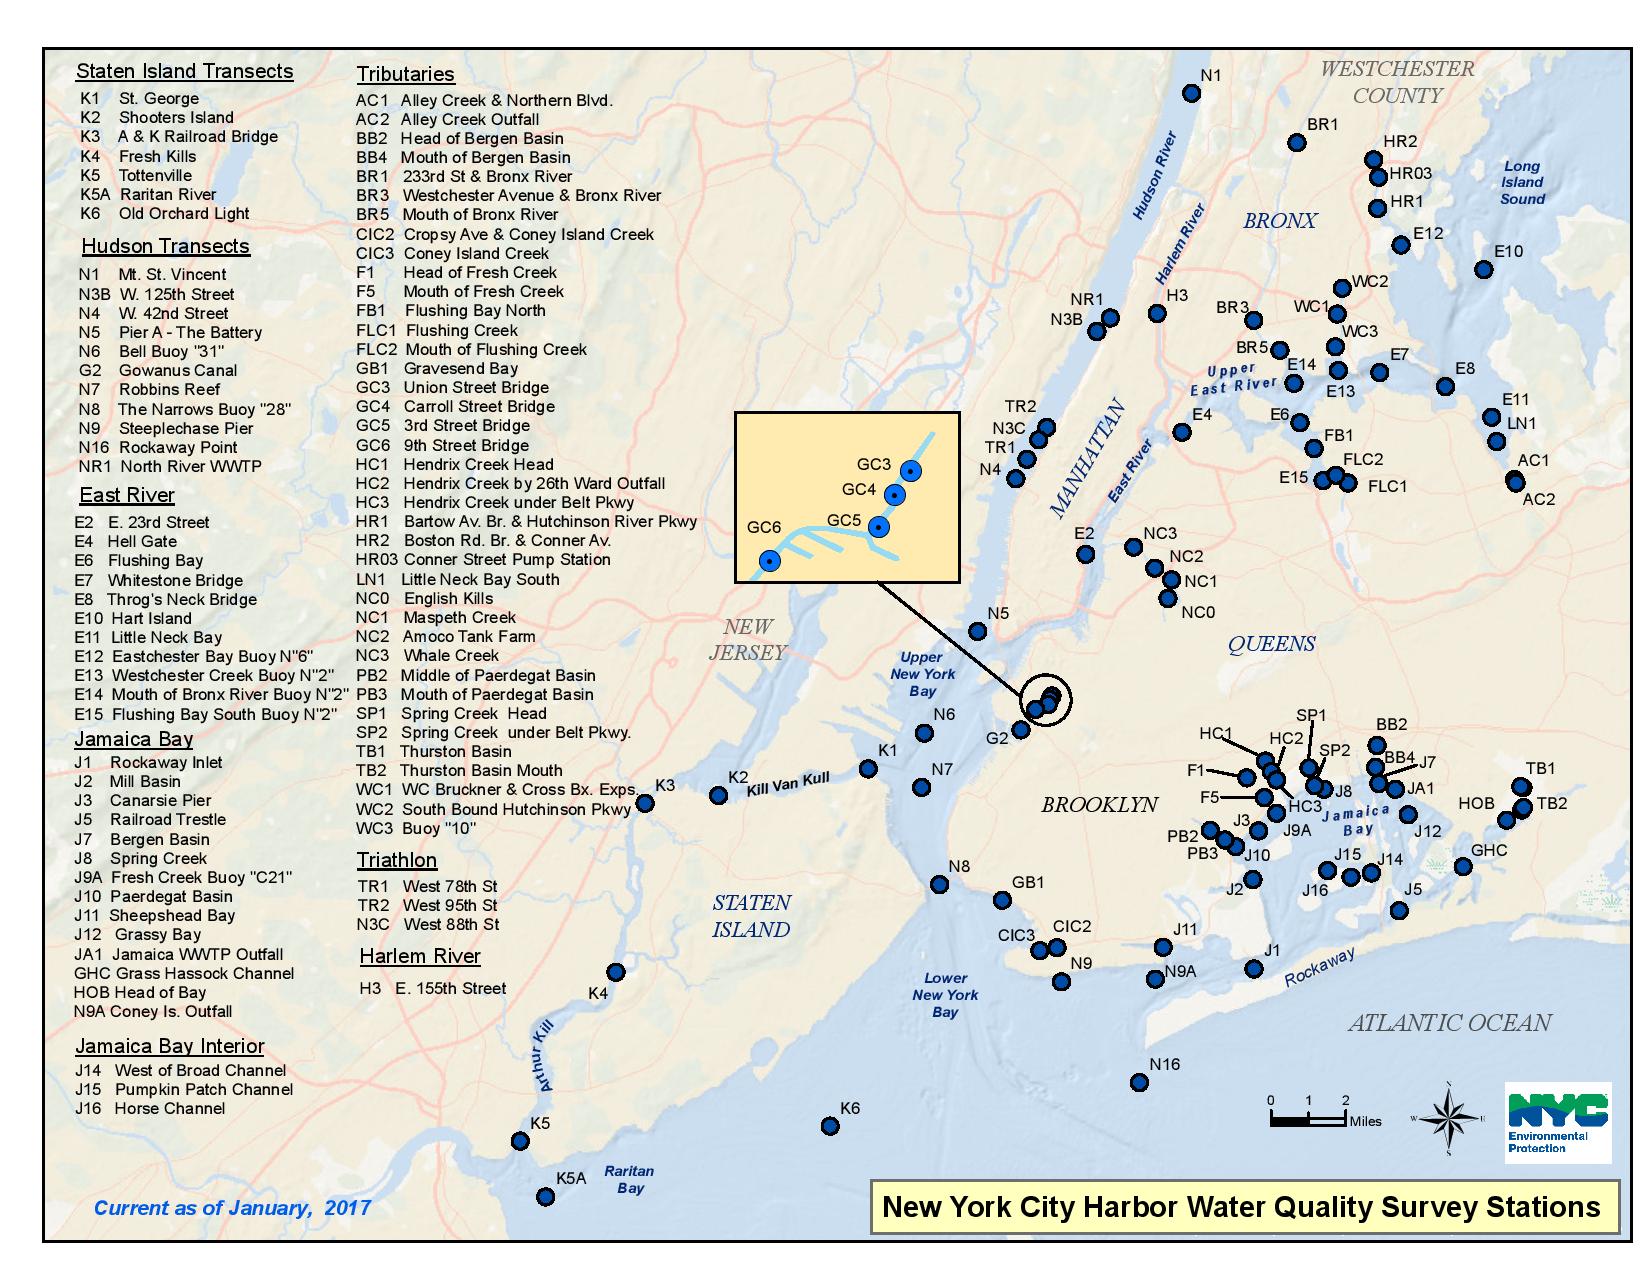 Staten Island Transects
K1 St. George
K2 Shooters Island
K3 A & K Railroad Bridge
K4 Fresh Kills
K5 Tottenville
K5A Raritan River
K6 Old Orchard Light
Hudson Transects
N1 Mt. St. Vincent
N3B W. 125th Street
N4 W. 42nd Street
N5 Pier A - The Battery
N6 Bell Buoy "31"
G2 Gowanus Canal
N7 Robbins Reef
N8 The Narrows Buoy "28"
N9 Steeplechase Pier
N16 Rockaway Point
NR1 North River WWTP
East River
E2 E. 23rd Street
E4 Hell Gate
E6 Flushing Bay
E7 Whitestone Bridge
E8 Throg's Neck Bridge
E10 Hart Island
E11 Little Neck Bay
E12 Eastchester Bay Buoy N"6"
E13 Westchester Creek Buoy N"2"
E14 Mouth of Bronx River Buoy N"2"
E15 Flushing Bay South Buoy N"2"
Jamaica Bay
J1 Rockaway Inlet
J2 Mill Basin
J3 Canarsie Pier
J5 Railroad Trestle
J7 Bergen Basin
J8 Spring Creek
J9A Fresh Creek Buoy "C21"
J10 Paerdegat Basin
J11 Sheepshead Bay
J12 Grassy Bay
JA1 Jamaica WWTP Outfall
GHC Grass Hassock Channel
HOB Head of Bay
N9A Coney Is. Outfall
Jamaica Bay Interior
J14 West of Broad Channel
J15 Pumpkin Patch Channel
J16 Horse Channel
Tributaries
AC1 Alley Creek & Northern Blvd.
AC2 Alley Creek Outfall
BB2 Head of Bergen Basin
BB4 Mouth of Bergen Basin
BR1 233rd St & Bronx River
BR3 Westchester Avenue & Bronx River
BR5 Mouth of Bronx River
CIC2 Cropsy Ave & Coney Island Creek
CIC3 Coney Island Creek
F1 Head of Fresh Creek
F5 Mouth of Fresh Creek
FB1 Flushing Bay North
FLC1 Flushing Creek
FLC2 Mouth of Flushing Creek
GB1 Gravesend Bay
GC3 Union Street Bridge
GC4 Carroll Street Bridge
GC5 3rd Street Bridge
GC6 9th Street Bridge
HC1 Hendrix Creek Head
HC2 Hendrix Creek by 26th Ward Outfall
HC3 Hendrix Creek under Belt Pkwy
HR1 Bartow Av. Br. & Hutchinson River Pkwy
HR2 Boston Rd. Br. & Conner Av.
HR03 Conner Street Pump Station
LN1 Little Neck Bay South
NC0 English Kills
NC1 Maspeth Creek
NC2 Amoco Tank Farm
NC3 Whale Creek
PB2 Middle of Paerdegat Basin
PB3 Mouth of Paerdegat Basin
SP1 Spring Creek Head
SP2 Spring Creek under Belt Pkwy.
TB1 Thurston Basin
TB2 Thurston Basin Mouth
WC1 WC Bruckner & Cross Bx. Exps.
WC2 South Bound Hutchinson Pkwy
WC3 Buoy "10"
Triathlon
TR1 West 78th St
TR2 West 95th St
N3C West 88th St
Harlem River
H3 E. 155th Street
Current as of January, 2017
GC3
GC4
GC5
GC6
N1
WESTCHESTER
COUNTY
BR1
HR2
HR03
HR1
Long
Island
Sound
Hudson River
Harlem River
BRONX
E12
E10
NR1
N3B
H3
WC2
BR3
WC1
WC3
BR5
E14
E7
E8
Upper
East River
E13
TR2
N3C
TR1
N4
MANHATTAN
East River
E4
E6
E11
LN1
FB1
FLC2
E15
FLC1
AC1
AC2
E2
NC3
NC2
NC1
NC0
NEW
JERSEY
N5
QUEENS
Upper
New York
Bay
N6
G2
K1
N7
K2
Kill Van Kull
K3
SP1
HC1
HC2
SP2
BB2
BB4
J7
F1
J8
JA1
TB1
F5
HC3
HOB
TB2
BROOKLYN
Jamaica
Bay
J3
J9A
J12
PB2
PB3
J10
J15
J14
GHC
J2
J16
J5
N8
GB1
STATEN
ISLAND
CIC3
CIC2
J11
J1
N9
N9A
Rockaway
K4
Lower
New York
Bay
ATLANTIC OCEAN
Arthur Kill
N16
K6
K5
K5A
Raritan
Bay
0 1 2
Miles
N
W
E
S
NYC
Environmental
Protection
New York City Harbor Water Quality Survey Stations